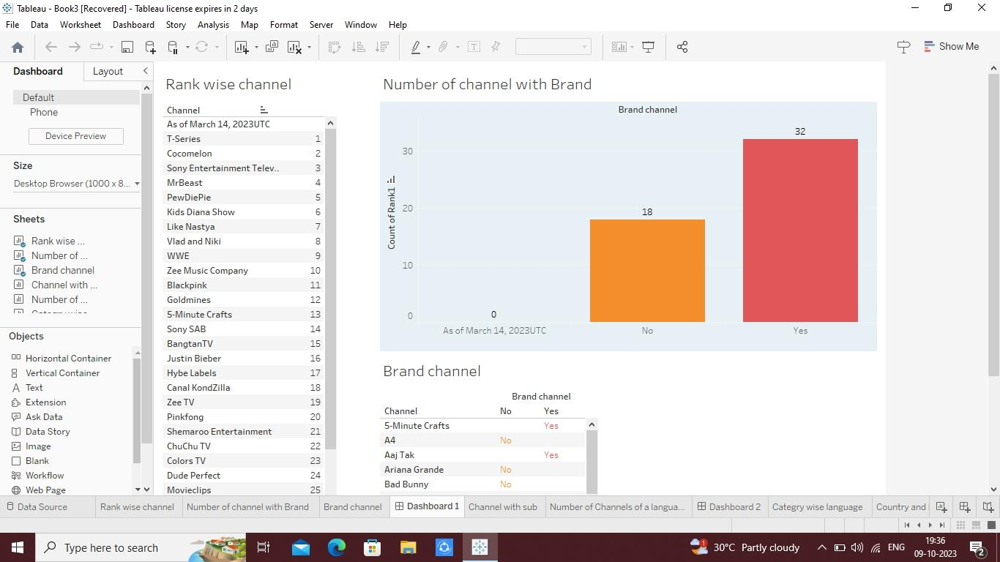 Tableau - Book3 [Recovered] - Tableau license expires in 2 days
File Data Worksheet Dashboard Story Analysis Map Format Server Window Help
Show Me
Dashboard Layout
Default
Phone
Device Preview
Size
Desktop Browser (1000 x 8...
Sheets
Rank wise ...
Number of ...
Brand channel
Channel with ...
Number of ...
Objects
Horizontal Container
Vertical Container
Text
Extension
Ask Data
Data Story
Image
Blank
Workflow
Web Page
Rank wise channel
Channel
As of March 14, 2023UTC
T-Series 1
Cocomelon 2
Sony Entertainment Telev.. 3
MrBeast 4
PewDiePie 5
Kids Diana Show 6
Like Nastya 7
Vlad and Niki 8
WWE 9
Zee Music Company 10
Blackpink 11
Goldmines 12
5-Minute Crafts 13
Sony SAB 14
BangtanTV 15
Justin Bieber 16
Hybe Labels 17
Canal KondZilla 18
Zee TV 19
Pinkfong 20
Shemaroo Entertainment 21
ChuChu TV 22
Colors TV 23
Dude Perfect 24
Movieclips 25
Number of channel with Brand
Brand channel
Count of Rank1
30
20
10
0
0
18
32
As of March 14, 2023UTC No Yes
Brand channel
Brand channel
Channel No Yes
5-Minute Crafts Yes
A4 No
Aaj Tak Yes
Ariana Grande No
Bad Bunny No
Data Source Rank wise channel Number of channel with Brand Brand channel Dashboard 1 Channel with sub Number of Channels of a langua... Dashboard 2 Categry wise language Country and
Type here to search
1
30°C Partly cloudy
ENG
19:36
09-10-2023
2